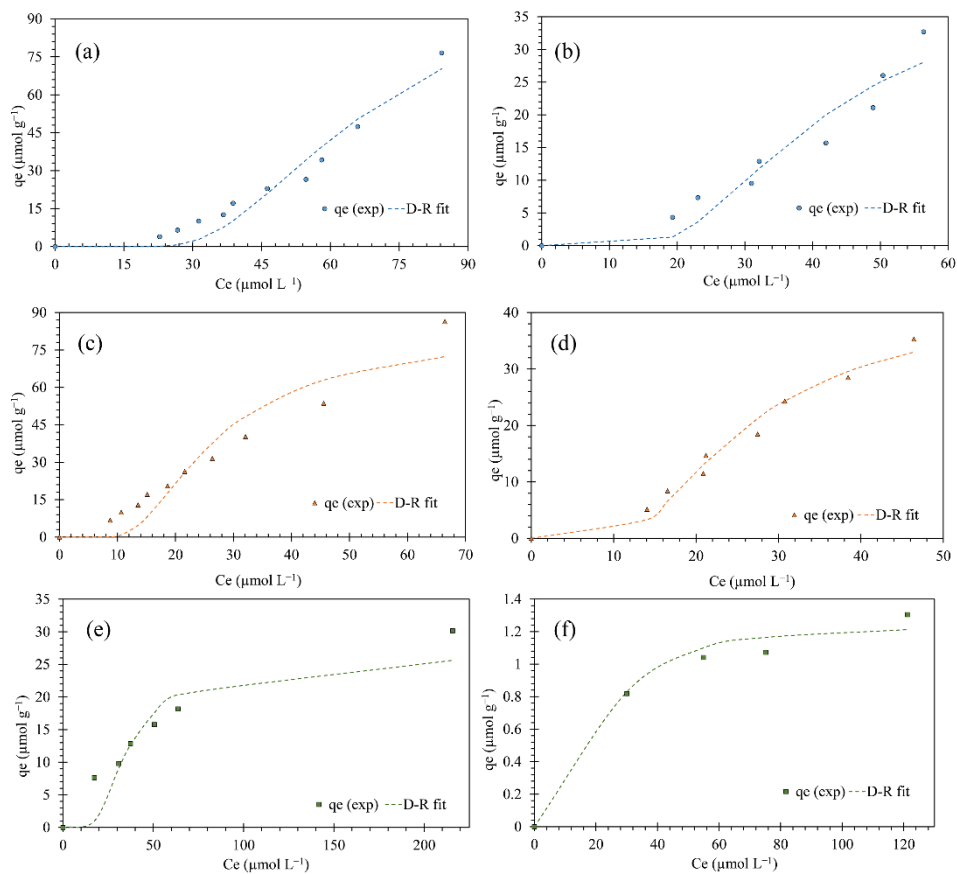 (a)
90
75
60
45
30
15
0
qe (µmol g⁻¹)
qe (exp) D-R fit
0 15 30 45 60 75 90
Ce (µmol L⁻¹)
(b)
35
30
25
20
15
10
5
0
qe (µmol g⁻¹)
qe (exp) D-R fit
0 10 20 30 40 50 60
Ce (µmol L⁻¹)
(c)
90
75
60
45
30
15
0
qe (µmol g⁻¹)
qe (exp) D-R fit
0 10 20 30 40 50 60 70
Ce (µmol L⁻¹)
(d)
40
30
20
10
0
qe (µmol g⁻¹)
qe (exp) D-R fit
0 10 20 30 40 50
Ce (µmol L⁻¹)
(e)
35
30
25
20
15
10
5
0
qe (µmol g⁻¹)
qe (exp) D-R fit
0 50 100 150 200
Ce (µmol L⁻¹)
(f)
1.4
1.2
1
0.8
0.6
0.4
0.2
0
qe (µmol g⁻¹)
qe (exp) D-R fit
0 20 40 60 80 100 120
Ce (µmol L⁻¹)